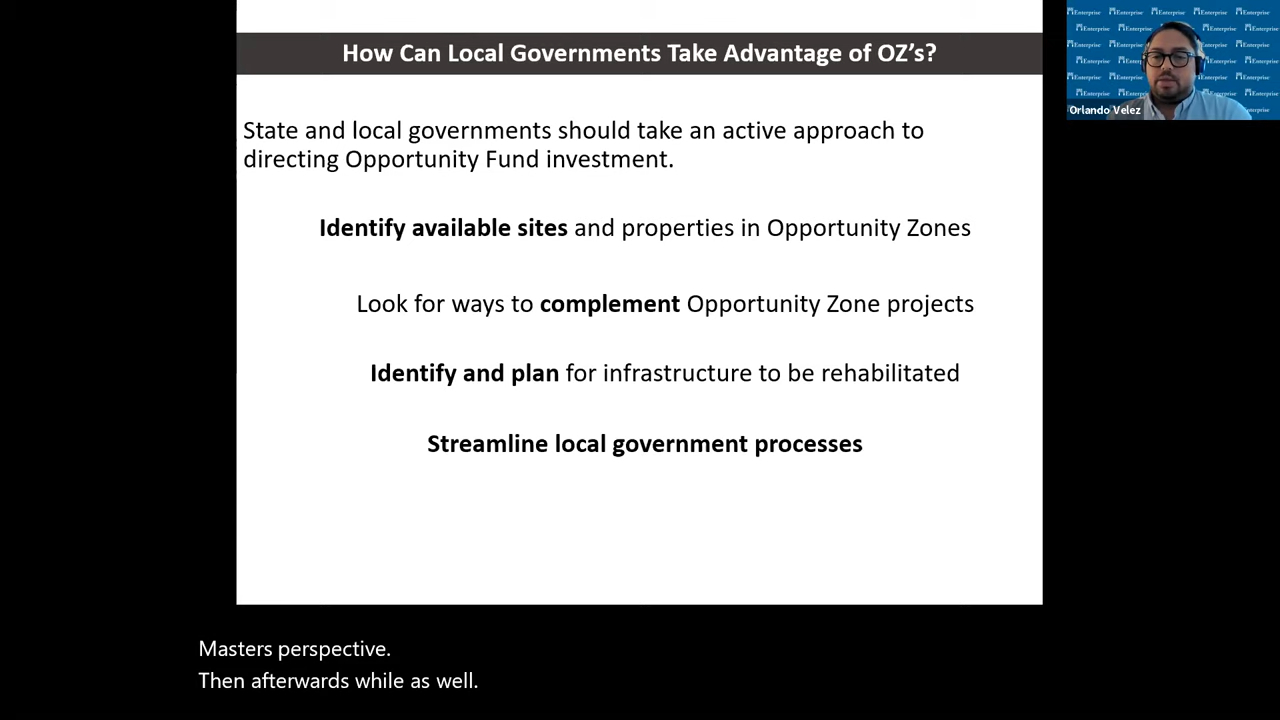 How Can Local Governments Take Advantage of OZ's?
State and local governments should take an active approach to
directing Opportunity Fund investment.
Identify available sites and properties in Opportunity Zones
Look for ways to complement Opportunity Zone projects
Identify and plan for infrastructure to be rehabilitated
Streamline local government processes
Enterprise
Orlando Velez
Masters perspective.
Then afterwards while as well.